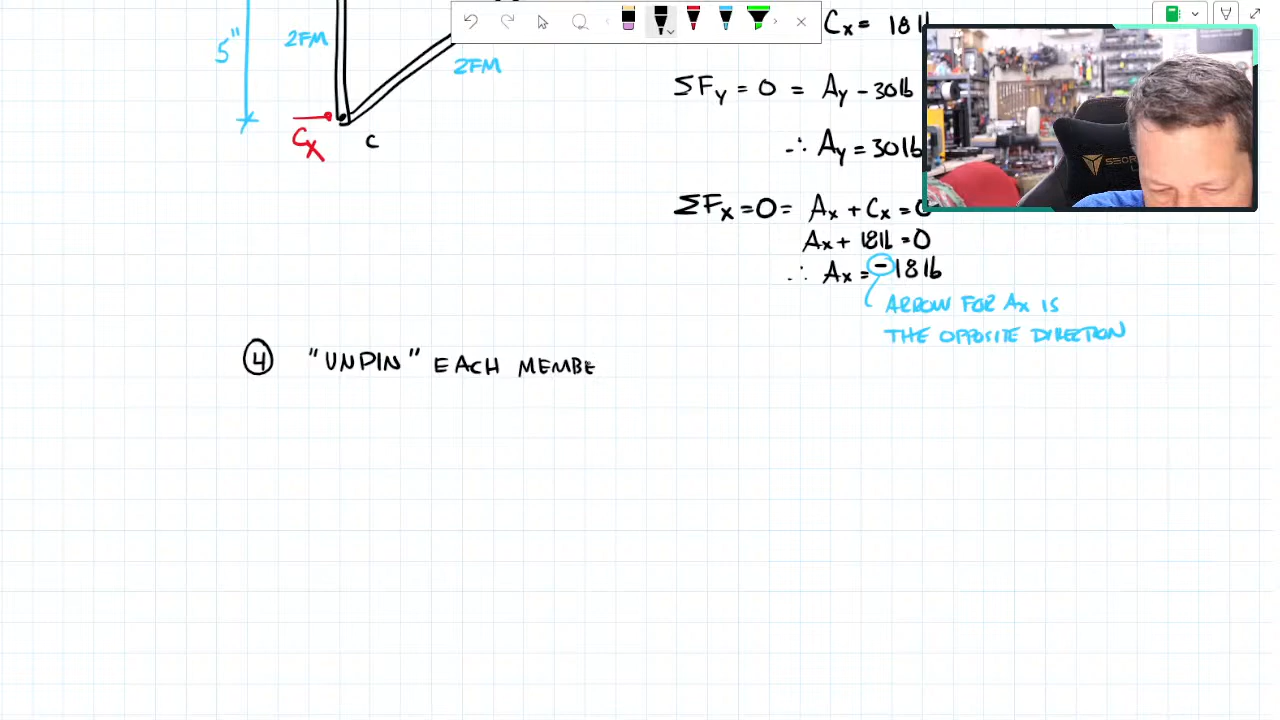 5"
2FM
2FM
Cx
C
Cx = 18 l
ΣFy = 0 = Ay - 30lb
∴ Ay = 30lb
ΣFx = 0 = Ax + Cx = 0
Ax + 18lb = 0
∴ Ax = -18lb
ARROW FOR Ax IS
THE OPPOSITE DIRECTION
④ "UNPIN" EACH MEMBE